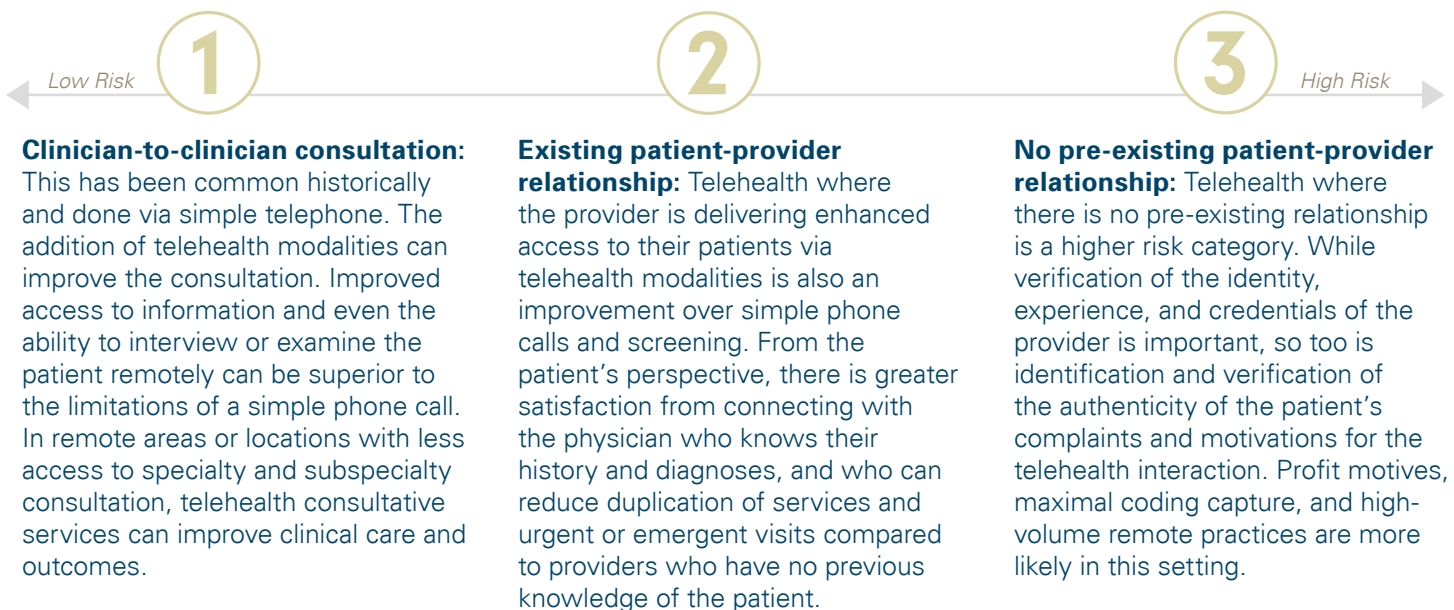 Low Risk
1
2
3
High Risk
Clinician-to-clinician consultation:
This has been common historically
and done via simple telephone. The
addition of telehealth modalities can
improve the consultation. Improved
access to information and even the
ability to interview or examine the
patient remotely can be superior to
the limitations of a simple phone call.
In remote areas or locations with less
access to specialty and subspecialty
consultation, telehealth consultative
services can improve clinical care and
outcomes.
Existing patient-provider
relationship: Telehealth where
the provider is delivering enhanced
access to their patients via
telehealth modalities is also an
improvement over simple phone
calls and screening. From the
patient’s perspective, there is greater
satisfaction from connecting with
the physician who knows their
history and diagnoses, and who can
reduce duplication of services and
urgent or emergent visits compared
to providers who have no previous
knowledge of the patient.
No pre-existing patient-provider
relationship: Telehealth where
there is no pre-existing relationship
is a higher risk category. While
verification of the identity,
experience, and credentials of the
provider is important, so too is
identification and verification of
the authenticity of the patient’s
complaints and motivations for the
telehealth interaction. Profit motives,
maximal coding capture, and high-
volume remote practices are more
likely in this setting.